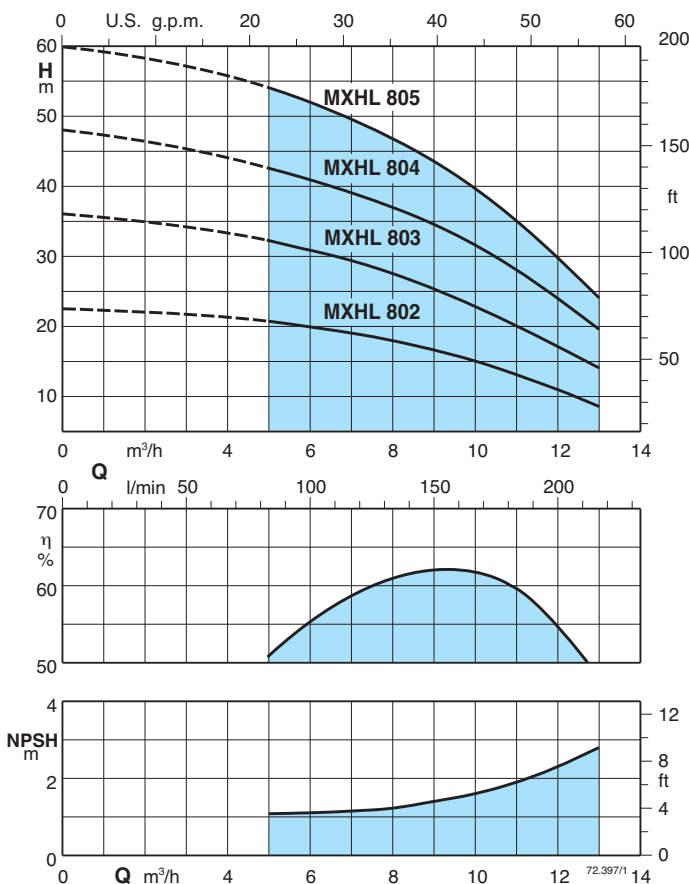 0 U.S. g.p.m. 20 30 40 50 60
60 200
H
m
MXHL 805
50
150
MXHL 804
40
ft
MXHL 803
30 100
MXHL 802
20
50
10
0 m³/h 4 6 8 10 12 14
Q
0 l/min 50 100 150 200
70
η
%
60
50
4 12
NPSH
m
8
2 ft
4
0 0
72.397/1
0 Q m³/h 4 6 8 10 12 14